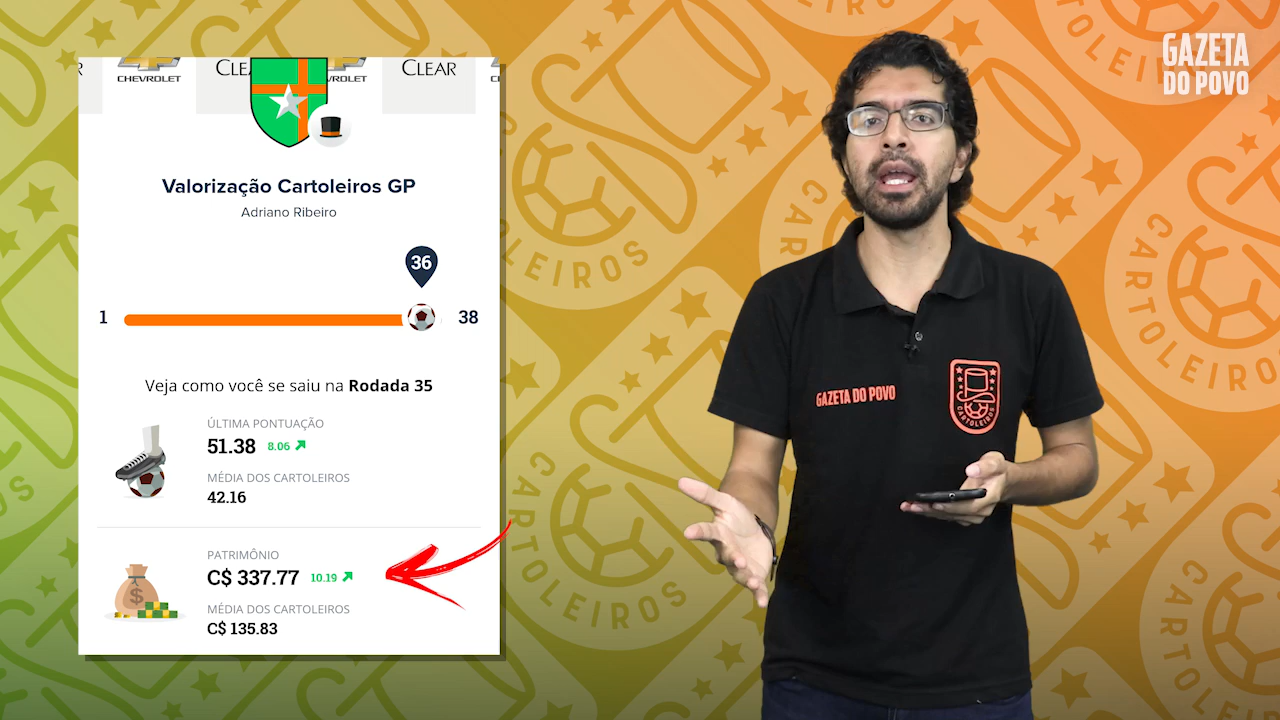 CHEVROLET
CLEAR
GAZETA
DO POVO
Valorização Cartoleiros GP
Adriano Ribeiro
36
1
38
Veja como você se saiu na Rodada 35
ÚLTIMA PONTUAÇÃO
51.38 8.06
MÉDIA DOS CARTOLEIROS
42.16
PATRIMÔNIO
C$ 337.77 10.19
MÉDIA DOS CARTOLEIROS
C$ 135.83
GAZETA DO POVO
CARTOLEIROS
CARTOLEIROS